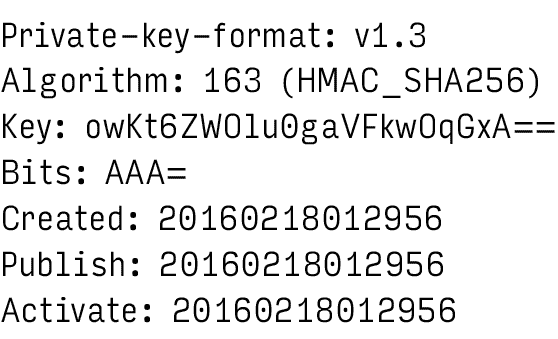 Private-key-format: v1.3
Algorithm: 163 (HMAC_SHA256)
Key: owKt6ZWOlu0gaVFkwOqGxA==
Bits: AAA=
Created: 20160218012956
Publish: 20160218012956
Activate: 20160218012956